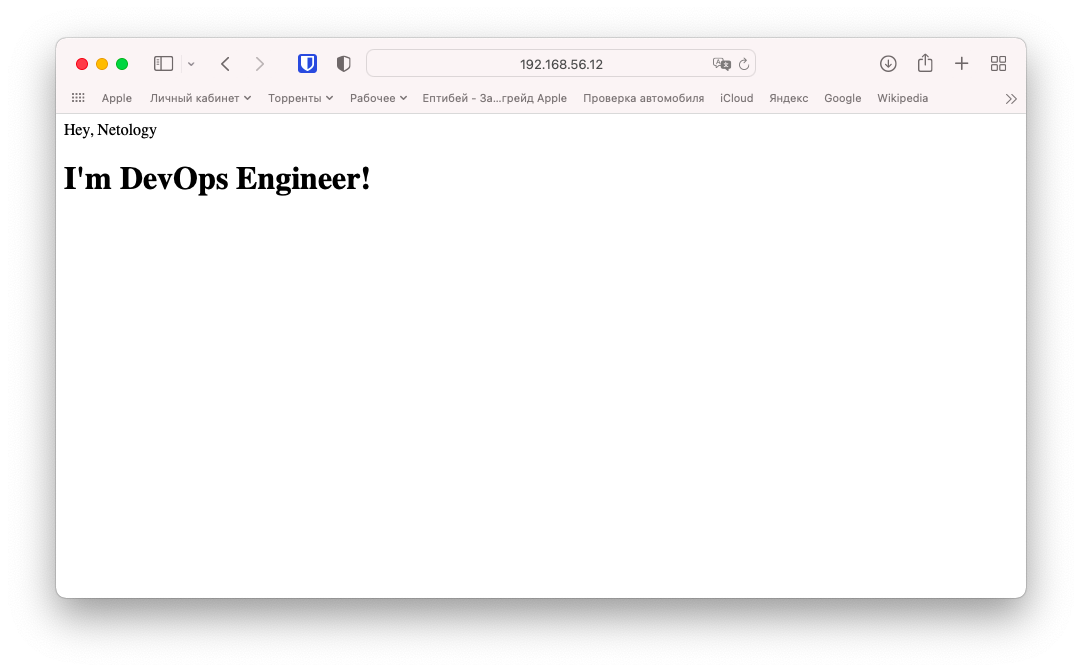 192.168.56.12
Apple Личный кабинет Торренты Рабочее Ептибей - За...грейд Apple Проверка автомобиля iCloud Яндекс Google Wikipedia
Hey, Netology
I'm DevOps Engineer!